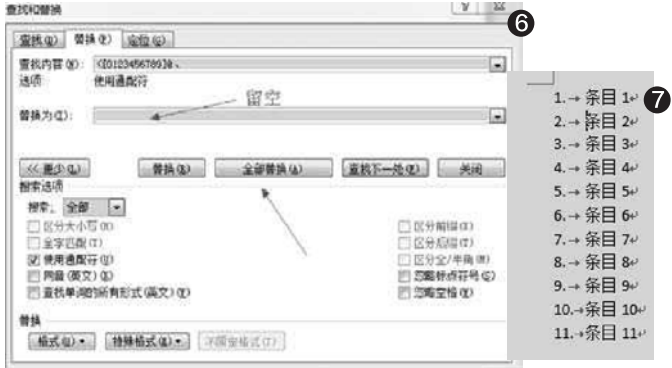 查找和替换
查找(D) 替换(P) 定位(G)
查找内容(N): <[0123456789]@、
选项: 使用通配符
留空
替换为(I):
<< 更少(L) 替换(R) 全部替换(A) 查找下一处(F) 关闭
搜索选项
搜索: 全部
区分大小写(H)
全字匹配(Y)
使用通配符(U)
同音(英文)(K)
查找单词的所有形式(英文)(W)
区分前缀(X)
区分后缀(T)
区分全/半角(M)
忽略标点符号(S)
忽略空格(W)
替换
格式(O) 特殊格式(E) 不限定格式(T)
6
7
1.→ 条目 1↵
2.→ 条目 2↵
3.→ 条目 3↵
4.→ 条目 4↵
5.→ 条目 5↵
6.→ 条目 6↵
7.→ 条目 7↵
8.→ 条目 8↵
9.→ 条目 9↵
10.→条目 10↵
11.→条目 11↵